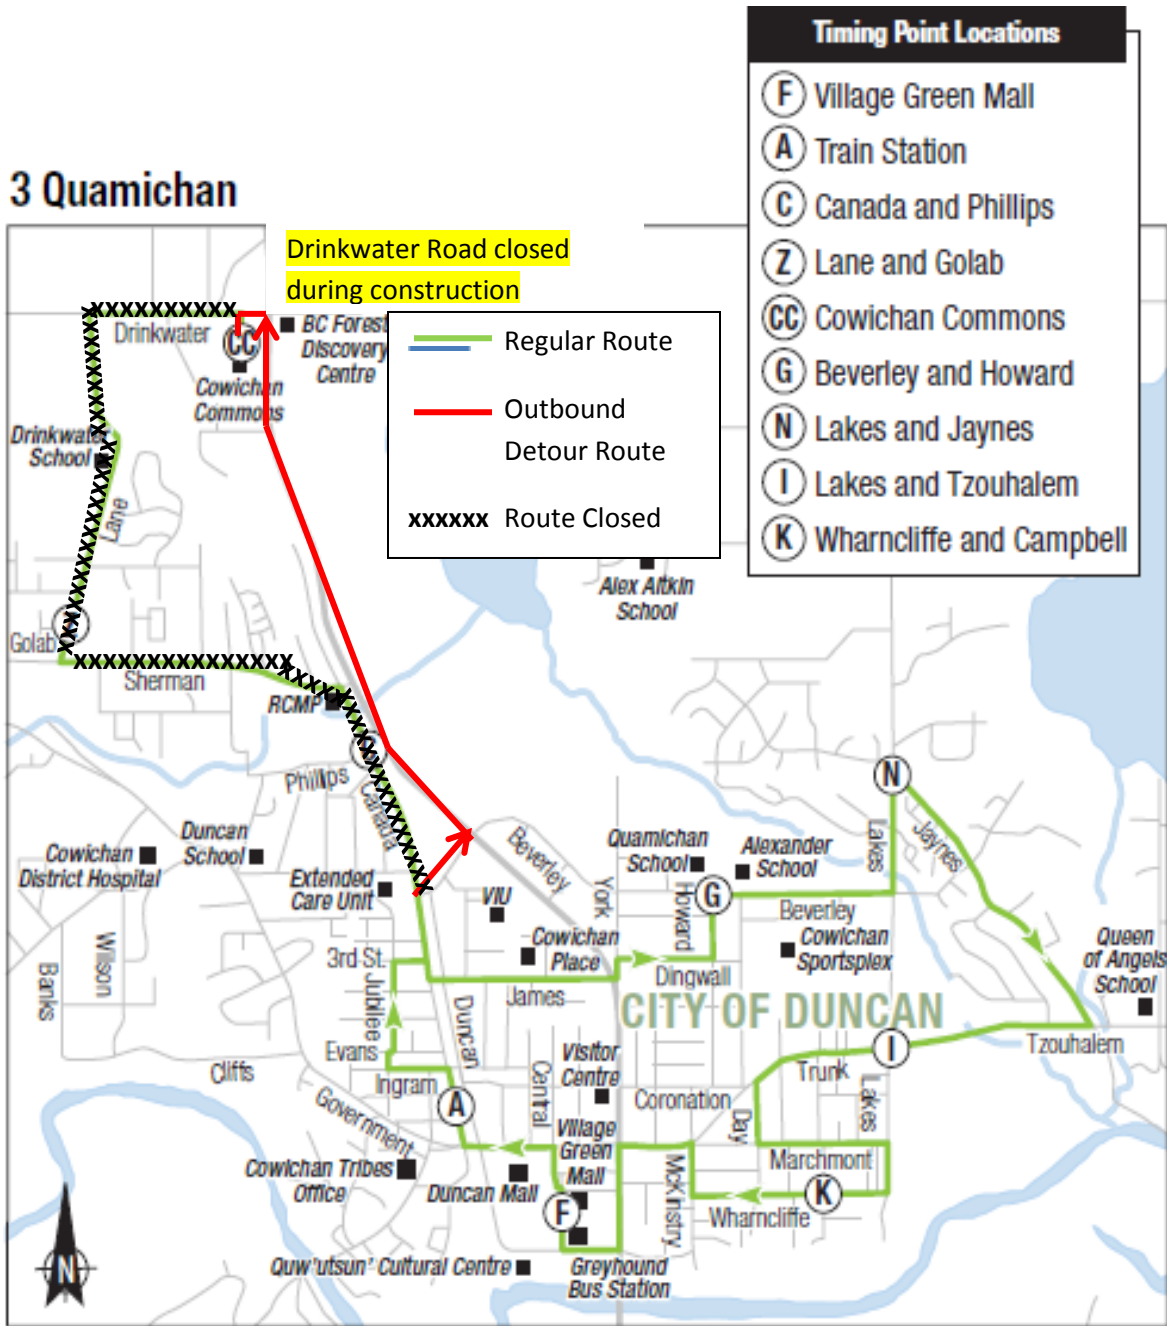 Timing Point Locations
F Village Green Mall
A Train Station
C Canada and Phillips
Z Lane and Golab
CC Cowichan Commons
G Beverley and Howard
N Lakes and Jaynes
I Lakes and Tzouhalem
K Wharncliffe and Campbell
3 Quamichan
Drinkwater Road closed
during construction
xxxxxxxxxx
Drinkwater
CC
BC Forest
Discovery
Centre
Cowichan
Commons
Regular Route
Outbound
Detour Route
xxxxxx Route Closed
Drinkwater
School
Lane
Alex Aitkin
School
Golab
Sherman
RCMP
Phillips
Canada
N
Lakes
Jaynes
Duncan
School
Cowichan
District Hospital
Beverley
Quamichan
School
Alexander
School
Extended
Care Unit
VIU
York
Howard
G
Beverley
Cowichan
Place
Cowichan
Sportsplex
Queen
of Angels
School
Banks
Wilson
3rd St.
Jubilee
James
Dingwall
CITY OF DUNCAN
Duncan
Evans
Ingram
Cliffs
Government
A
Central
Visitor
Centre
Coronation
Day
Trunk
I
Lakes
Tzouhalem
Village
Green
Mall
Cowichan Tribes
Office
Duncan Mall
F
McKinstry
Marchmont
K
Wharncliffe
Quw'utsun' Cultural Centre
Greyhound
Bus Station
N